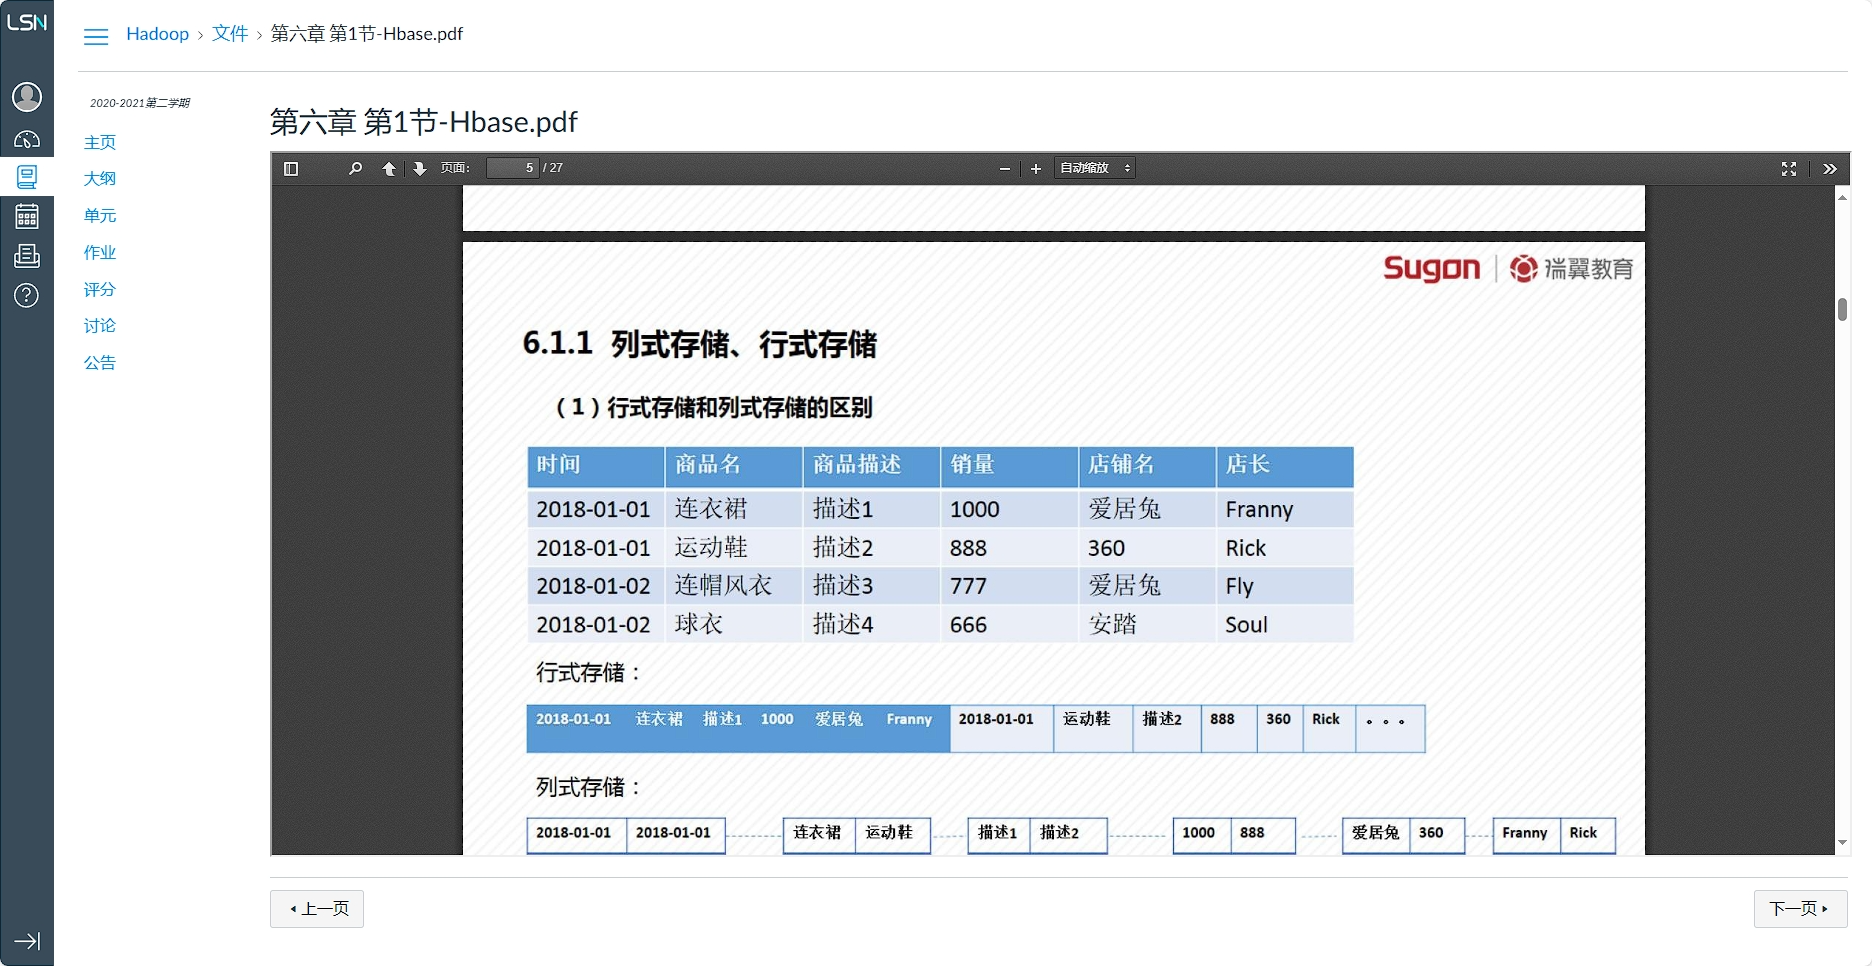 LSN
Hadoop › 文件 › 第六章 第1节-Hbase.pdf
2020-2021第二学期
主页
大纲
单元
作业
评分
讨论
公告
第六章 第1节-Hbase.pdf
页面: 5 / 27
自动缩放
Sugon | 瑞翼教育
6.1.1 列式存储、行式存储
（1）行式存储和列式存储的区别
时间 商品名 商品描述 销量 店铺名 店长
2018-01-01 连衣裙 描述1 1000 爱居兔 Franny
2018-01-01 运动鞋 描述2 888 360 Rick
2018-01-02 连帽风衣 描述3 777 爱居兔 Fly
2018-01-02 球衣 描述4 666 安踏 Soul
行式存储：
2018-01-01 连衣裙 描述1 1000 爱居兔 Franny 2018-01-01 运动鞋 描述2 888 360 Rick 。。。
列式存储：
2018-01-01 2018-01-01 连衣裙 运动鞋 描述1 描述2 1000 888 爱居兔 360 Franny Rick
上一页
下一页